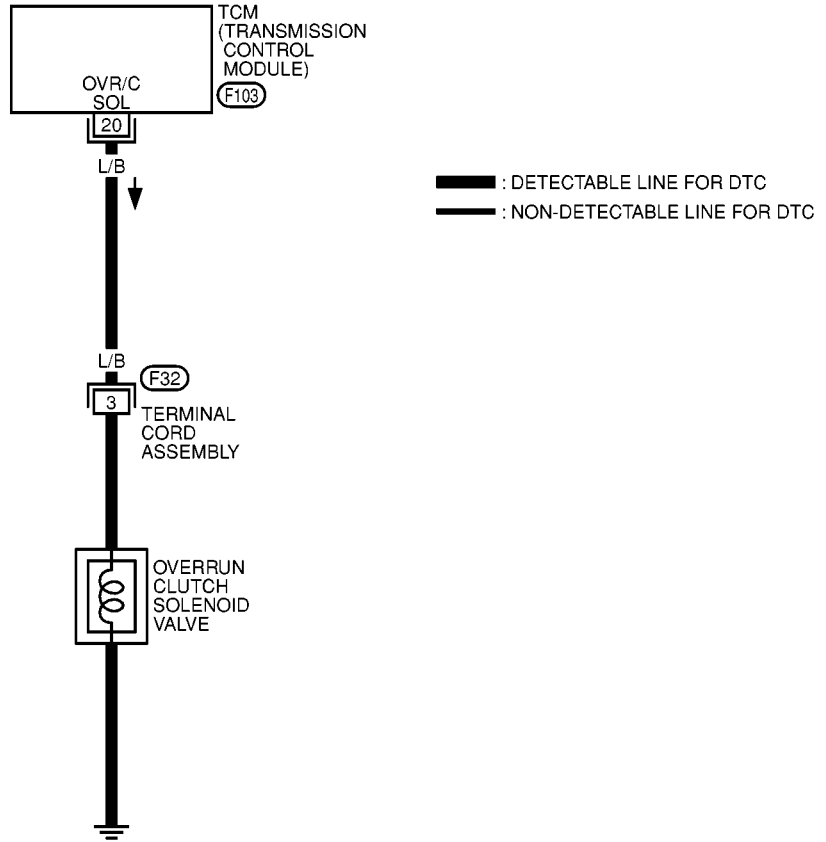 TCM
(TRANSMISSION
CONTROL
MODULE)
F103
OVR/C
SOL
20
L/B
: DETECTABLE LINE FOR DTC
: NON-DETECTABLE LINE FOR DTC
L/B
F32
3
TERMINAL
CORD
ASSEMBLY
OVERRUN
CLUTCH
SOLENOID
VALVE